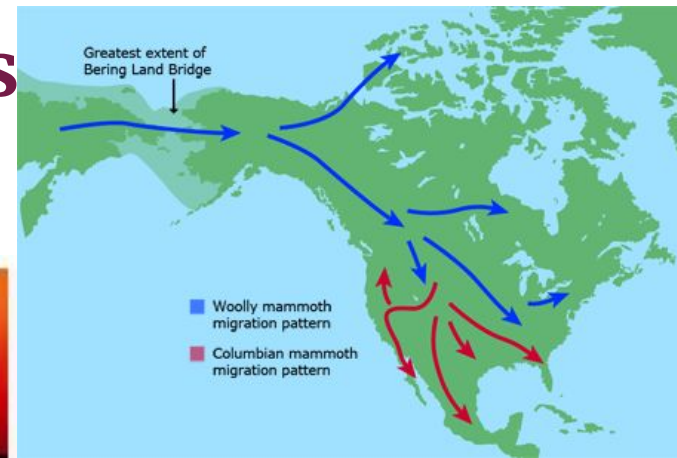 s
Greatest extent of
Bering Land Bridge
Woolly mammoth
migration pattern
Columbian mammoth
migration pattern